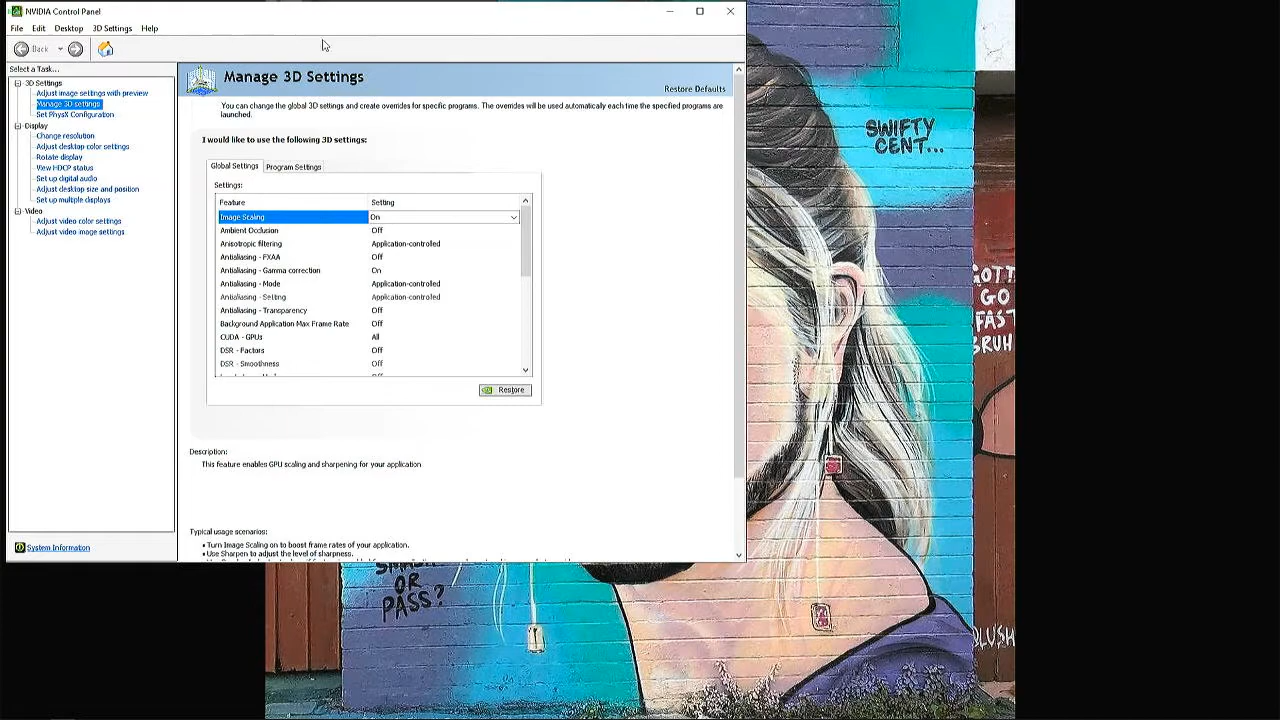 NVIDIA Control Panel
File Edit Desktop 3D Settings Help
Back
Select a Task...
3D Settings
Adjust image settings with preview
Manage 3D settings
Set PhysX Configuration
Display
Change resolution
Adjust desktop color settings
Rotate display
View HDCP status
Set up digital audio
Adjust desktop size and position
Set up multiple displays
Video
Adjust video color settings
Adjust video image settings
System Information
Manage 3D Settings
Restore Defaults
You can change the global 3D settings and create overrides for specific programs. The overrides will be used automatically each time the specified programs are
launched.
I would like to use the following 3D settings:
Global Settings Program Settings
Settings:
Feature Setting
Image Scaling On
Ambient Occlusion Off
Anisotropic filtering Application-controlled
Antialiasing - FXAA Off
Antialiasing - Gamma correction On
Antialiasing - Mode Application-controlled
Antialiasing - Setting Application-controlled
Antialiasing - Transparency Off
Background Application Max Frame Rate Off
CUDA - GPUs All
DSR - Factors Off
DSR - Smoothness Off
Restore
Description:
This feature enables GPU scaling and sharpening for your application
Typical usage scenarios:
• Turn Image Scaling on to boost frame rates of your application.
• Use Sharpen to adjust the level of sharpness.
SWIFTY
CENT...
GOTT
GO
FAST
BRUH
OR
PASS?